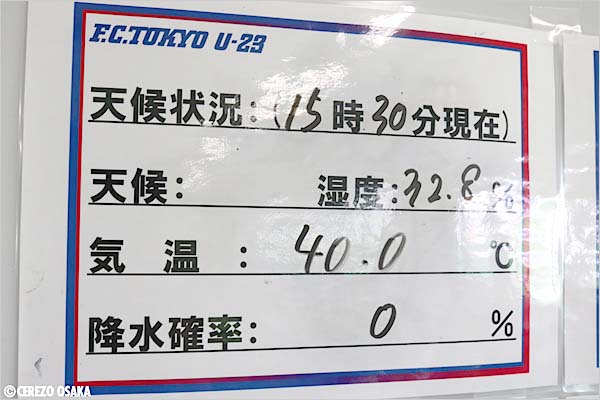 F.C.TOKYO U-23
天候状況：(15時30分現在)
天候： 湿度：32.8 %
気温 ： 40.0 ℃
降水確率： 0 %
©CEREZO OSAKA